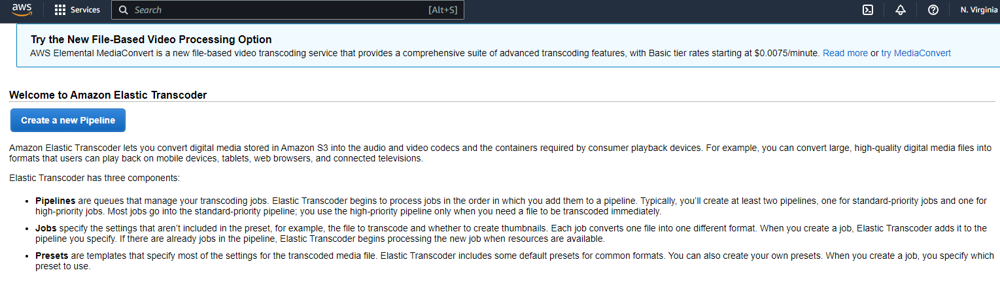 aws Services Search [Alt+S] N. Virginia
Try the New File-Based Video Processing Option
AWS Elemental MediaConvert is a new file-based video transcoding service that provides a comprehensive suite of advanced transcoding features, with Basic tier rates starting at $0.0075/minute. Read more or try MediaConvert
Welcome to Amazon Elastic Transcoder
Create a new Pipeline
Amazon Elastic Transcoder lets you convert digital media stored in Amazon S3 into the audio and video codecs and the containers required by consumer playback devices. For example, you can convert large, high-quality digital media files into
formats that users can play back on mobile devices, tablets, web browsers, and connected televisions.
Elastic Transcoder has three components:
• Pipelines are queues that manage your transcoding jobs. Elastic Transcoder begins to process jobs in the order in which you add them to a pipeline. Typically, you'll create at least two pipelines, one for standard-priority jobs and one for
high-priority jobs. Most jobs go into the standard-priority pipeline; you use the high-priority pipeline only when you need a file to be transcoded immediately.
• Jobs specify the settings that aren't included in the preset, for example, the file to transcode and whether to create thumbnails. Each job converts one file into one different format. When you create a job, Elastic Transcoder adds it to the
pipeline you specify. If there are already jobs in the pipeline, Elastic Transcoder begins processing the new job when resources are available.
• Presets are templates that specify most of the settings for the transcoded media file. Elastic Transcoder includes some default presets for common formats. You can also create your own presets. When you create a job, you specify which
preset to use.